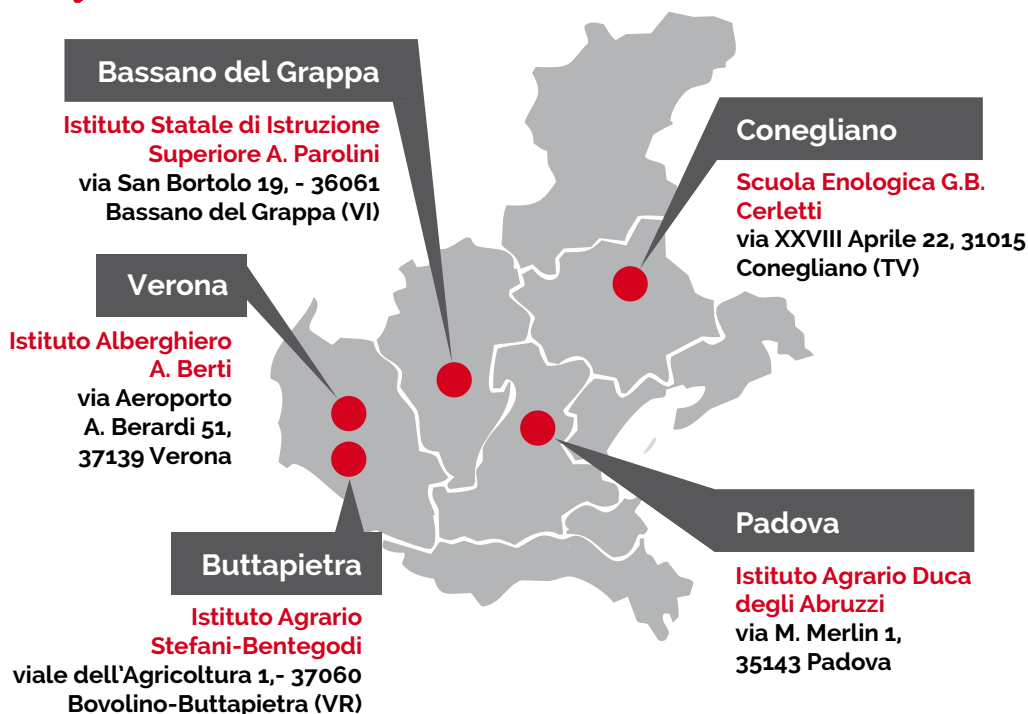 Bassano del Grappa
Istituto Statale di Istruzione
Superiore A. Parolini
via San Bortolo 19, - 36061
Bassano del Grappa (VI)
Conegliano
Scuola Enologica G.B.
Cerletti
via XXVIII Aprile 22, 31015
Conegliano (TV)
Verona
Istituto Alberghiero
A. Berti
via Aeroporto
A. Berardi 51,
37139 Verona
Padova
Istituto Agrario Duca
degli Abruzzi
via M. Merlin 1,
35143 Padova
Buttapietra
Istituto Agrario
Stefani-Bentegodi
viale dell'Agricoltura 1,- 37060
Bovolino-Buttapietra (VR)